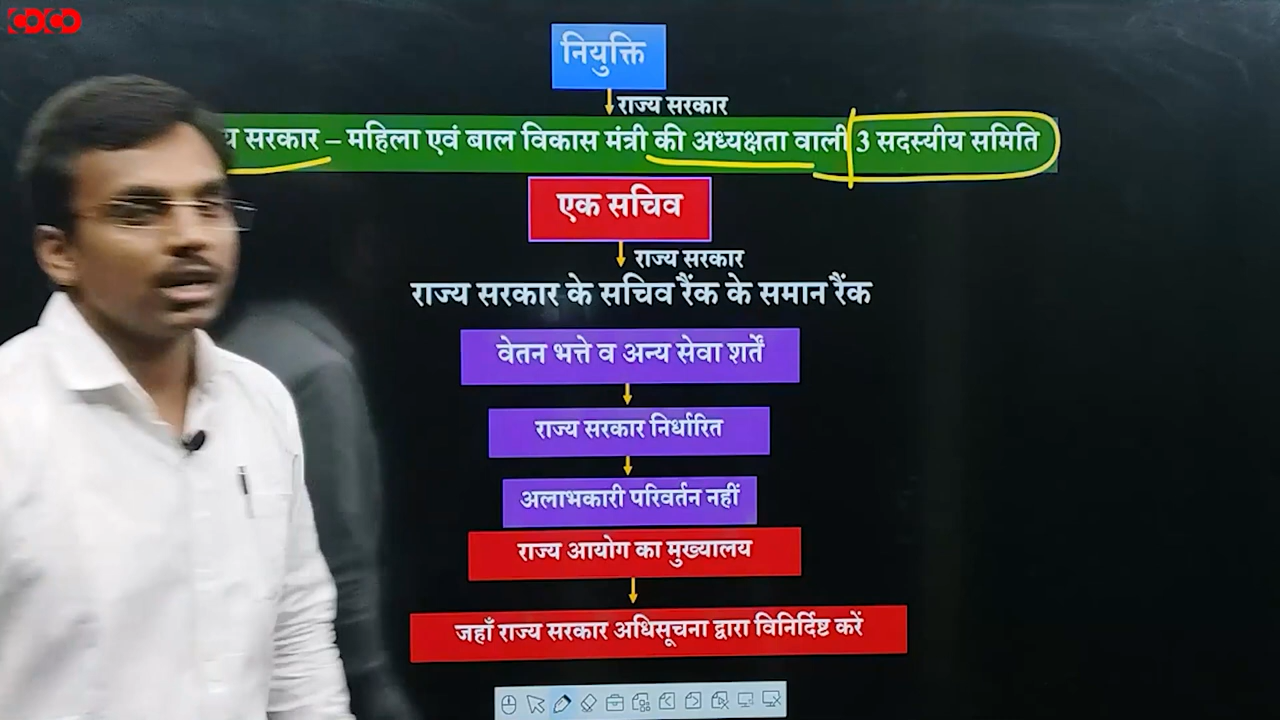 COCO
नियुक्ति
राज्य सरकार
सरकार – महिला एवं बाल विकास मंत्री की अध्यक्षता वाली 3 सदस्यीय समिति
एक सचिव
राज्य सरकार
राज्य सरकार के सचिव रैंक के समान रैंक
वेतन भत्ते व अन्य सेवा शर्तें
राज्य सरकार निर्धारित
अलाभकारी परिवर्तन नहीं
राज्य आयोग का मुख्यालय
जहाँ राज्य सरकार अधिसूचना द्वारा विनिर्दिष्ट करें